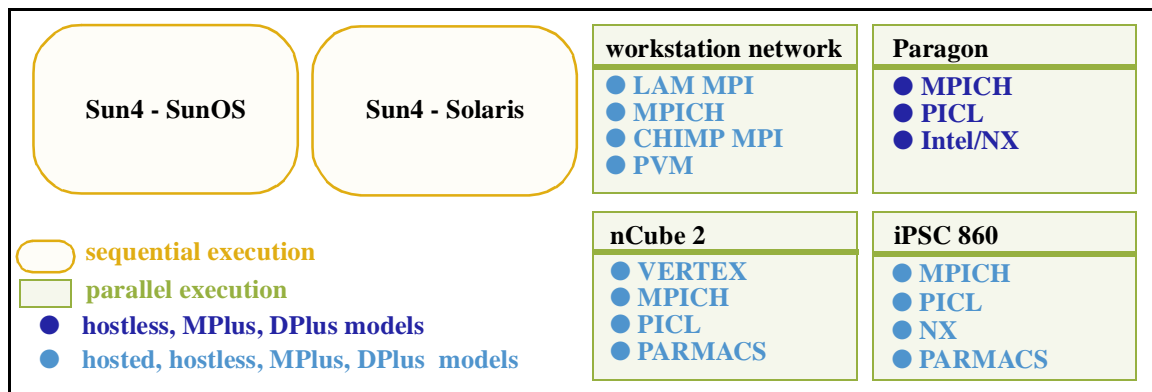 Sun4 - SunOS
Sun4 - Solaris
workstation network
LAM MPI
MPICH
CHIMP MPI
PVM
Paragon
MPICH
PICL
Intel/NX
sequential execution
parallel execution
hostless, MPlus, DPlus models
hosted, hostless, MPlus, DPlus models
nCube 2
VERTEX
MPICH
PICL
PARMACS
iPSC 860
MPICH
PICL
NX
PARMACS